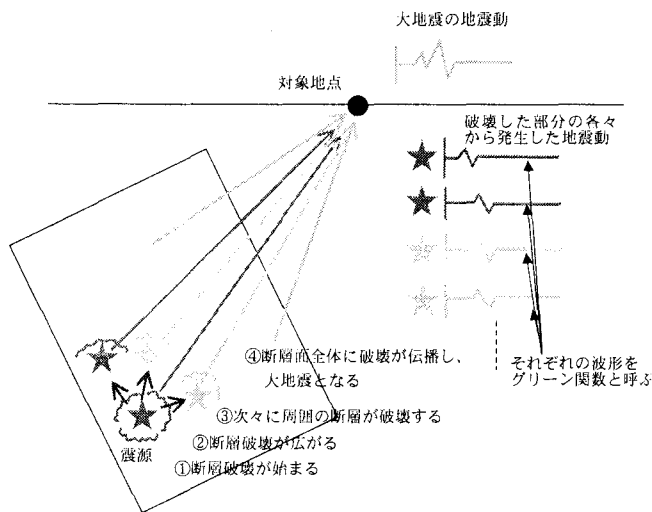 大地震の地震動
対象地点
破壊した部分の各々
から発生した地震動
④断層面全体に破壊が伝播し、
大地震となる
それぞれの波形を
グリーン関数と呼ぶ
③次々に周囲の断層が破壊する
②断層破壊が広がる
震源
①断層破壊が始まる